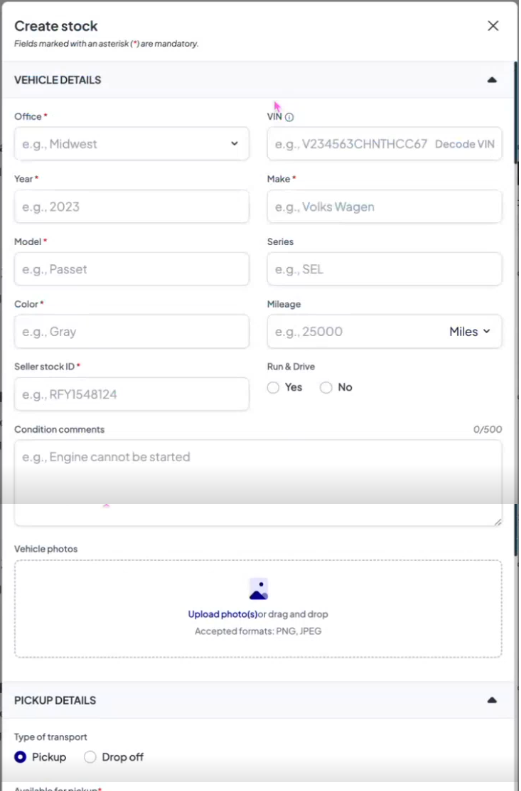 Create stock
Fields marked with an asterisk (*) are mandatory.
VEHICLE DETAILS
Office *
e.g., Midwest
VIN
e.g., V234563CHNTHCC67 Decode VIN
Year *
e.g., 2023
Make *
e.g., Volks Wagen
Model *
e.g., Passet
Series
e.g., SEL
Color *
e.g., Gray
Mileage
e.g., 25000 Miles
Seller stock ID *
e.g., RFY1548124
Run & Drive
Yes No
Condition comments 0/500
e.g., Engine cannot be started
Vehicle photos
Upload photo(s)or drag and drop
Accepted formats: PNG, JPEG
PICKUP DETAILS
Type of transport
Pickup Drop off
Available for pickup*